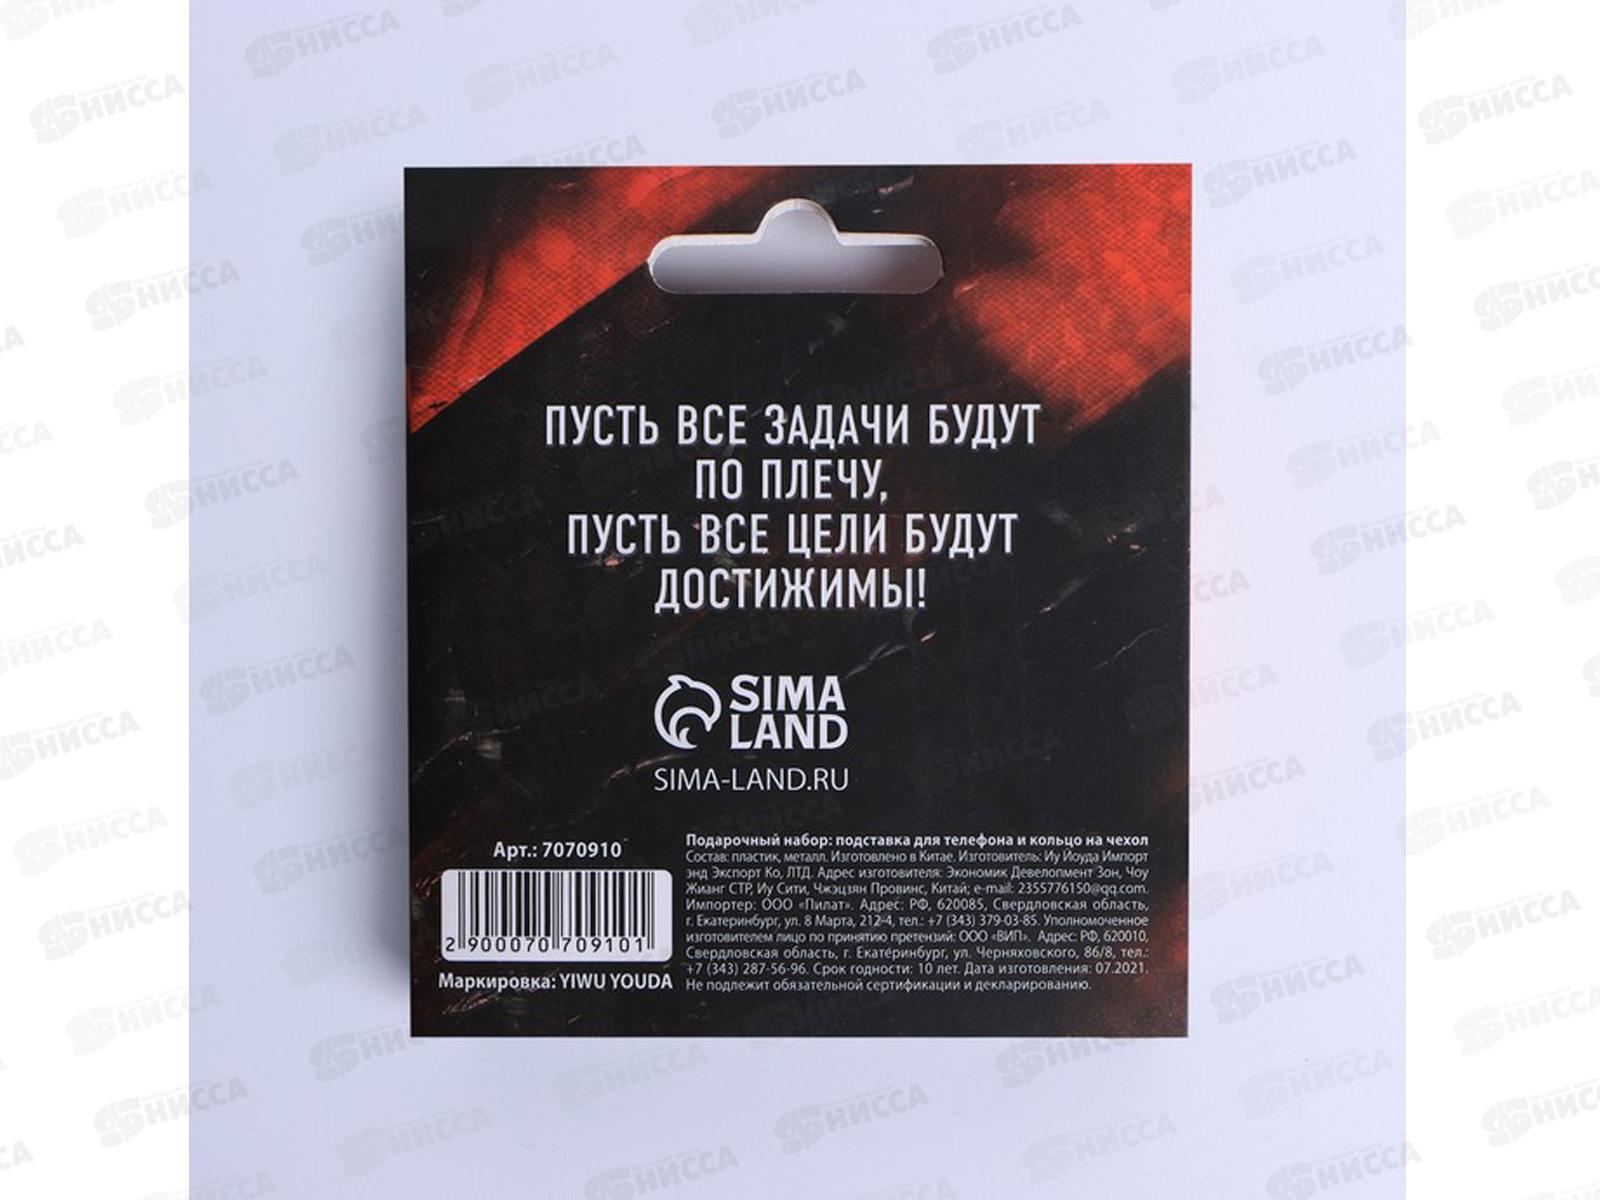 ПУСТЬ ВСЕ ЗАДАЧИ БУДУТ
ПО ПЛЕЧУ,
ПУСТЬ ВСЕ ЦЕЛИ БУДУТ
ДОСТИЖИМЫ!
SIMA
LAND
SIMA-LAND.RU
Арт.: 7070910
2 900070 709101
Маркировка: YIWU YOUDA
Подарочный набор: подставка для телефона и кольцо на чехол
Состав: пластик, металл. Изготовлено в Китае. Изготовитель: Иу Йоуда Импорт
энд Экспорт Ко, ЛТД. Адрес изготовителя: Экономик Девелопмент Зон, Чоу
Жианг СТР, Иу Сити, Чжэцзян Провинс, Китай; e-mail: 2355776150@qq.com.
Импортер: ООО «Пилат». Адрес: РФ, 620085, Свердловская область,
г. Екатеринбург, ул. 8 Марта, 212-4, тел.: +7 (343) 379-03-85. Уполномоченное
изготовителем лицо по принятию претензий: ООО «ВИП». Адрес: РФ, 620010,
Свердловская область, г. Екатеринбург, ул. Черняховского, 86/8, тел.:
+7 (343) 287-56-96. Срок годности: 10 лет. Дата изготовления: 07.2021.
Не подлежит обязательной сертификации и декларированию.